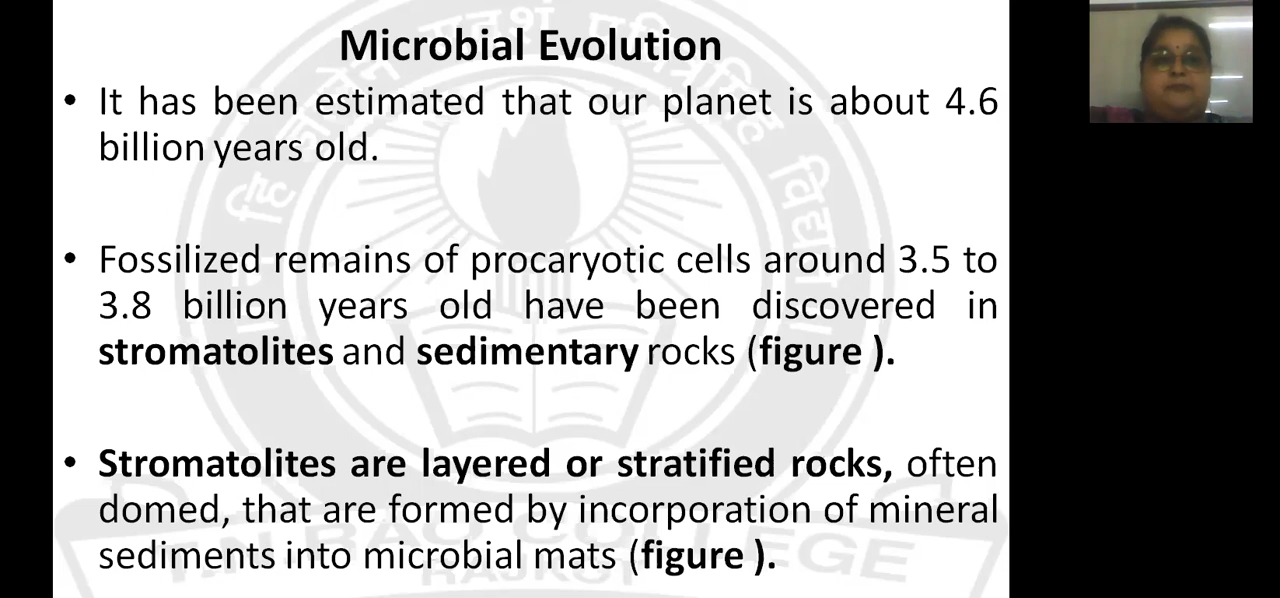 Microbial Evolution
• It has been estimated that our planet is about 4.6
billion years old.
• Fossilized remains of procaryotic cells around 3.5 to
3.8 billion years old have been discovered in
stromatolites and sedimentary rocks (figure ).
• Stromatolites are layered or stratified rocks, often
domed, that are formed by incorporation of mineral
sediments into microbial mats (figure ).